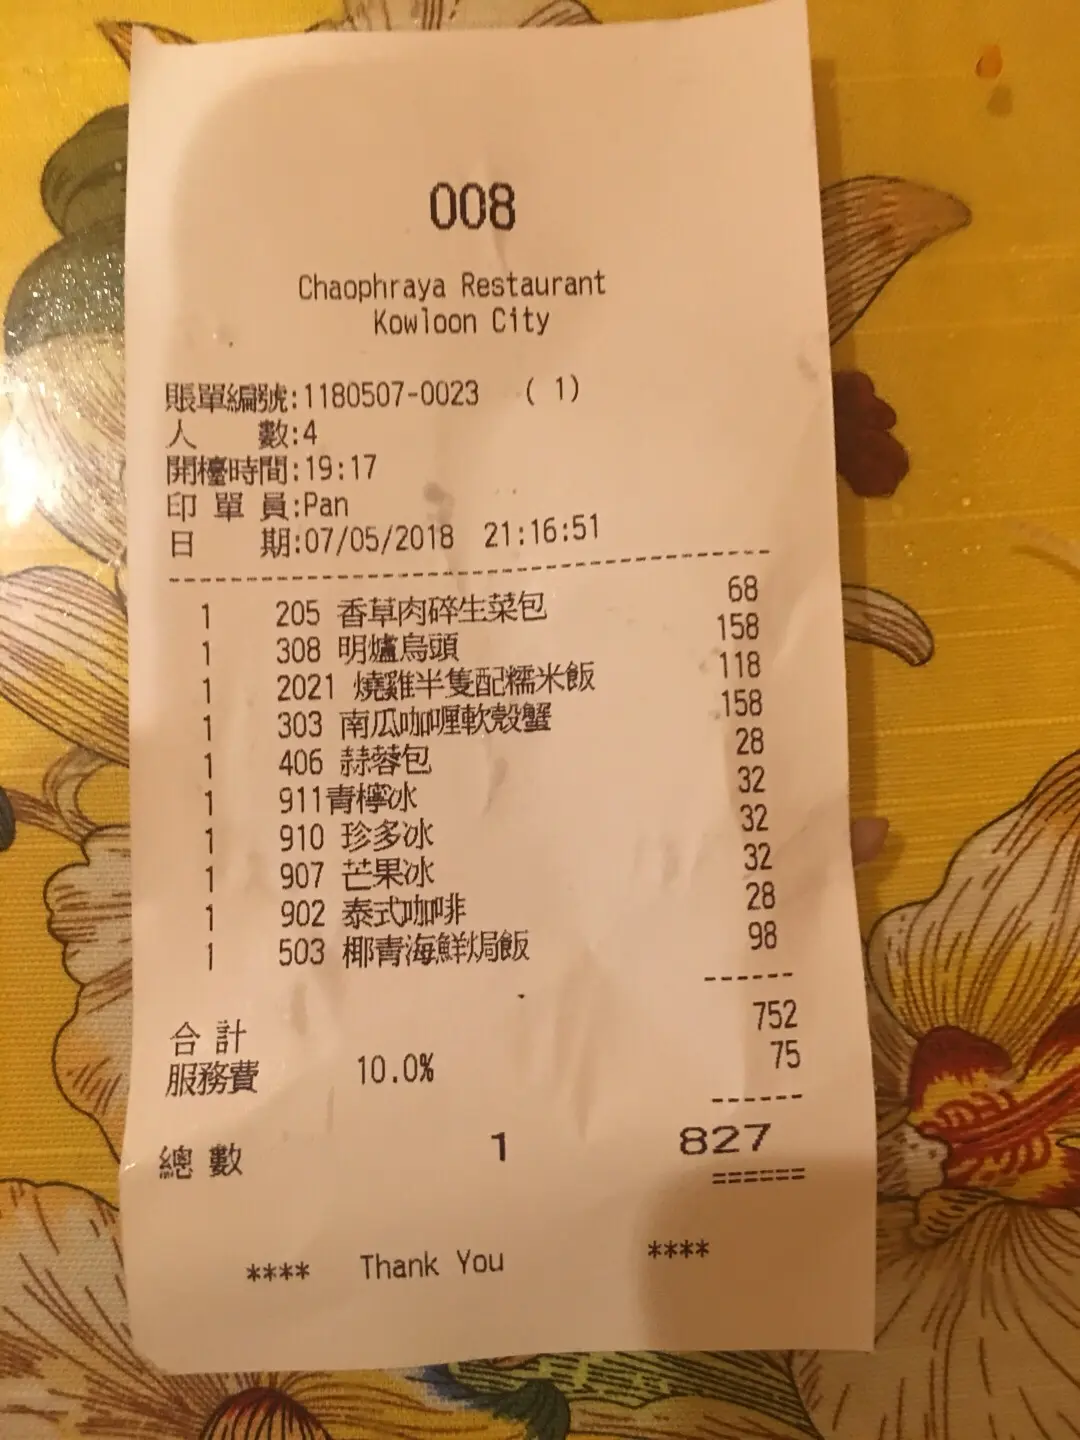 008
Chaophraya Restaurant
Kowloon City
賬單編號:1180507-0023 ( 1)
人 數:4
開檯時間:19:17
印 單 員:Pan
日 期:07/05/2018 21:16:51
1 205 香草肉碎生菜包 68
1 308 明爐烏頭 158
1 2021 燒雞半隻配糯米飯 118
1 303 南瓜咖喱軟殼蟹 158
1 406 蒜蓉包 28
1 911青檸冰 32
1 910 珍多冰 32
1 907 芒果冰 32
1 902 泰式咖啡 28
1 503 椰青海鮮焗飯 98
合 計 752
服務費 10.0% 75
總 數 1 827
**** Thank You ****